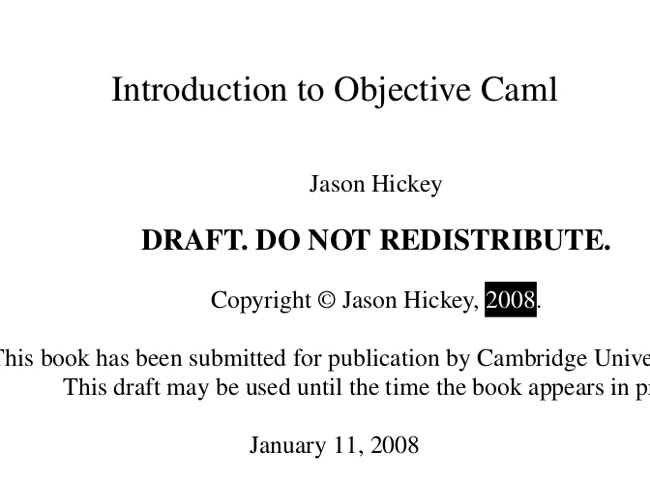 Introduction to Objective Caml
Jason Hickey
DRAFT. DO NOT REDISTRIBUTE.
Copyright © Jason Hickey, 2008.
This book has been submitted for publication by Cambridge
This draft may be used until the time the book appears in
January 11, 2008